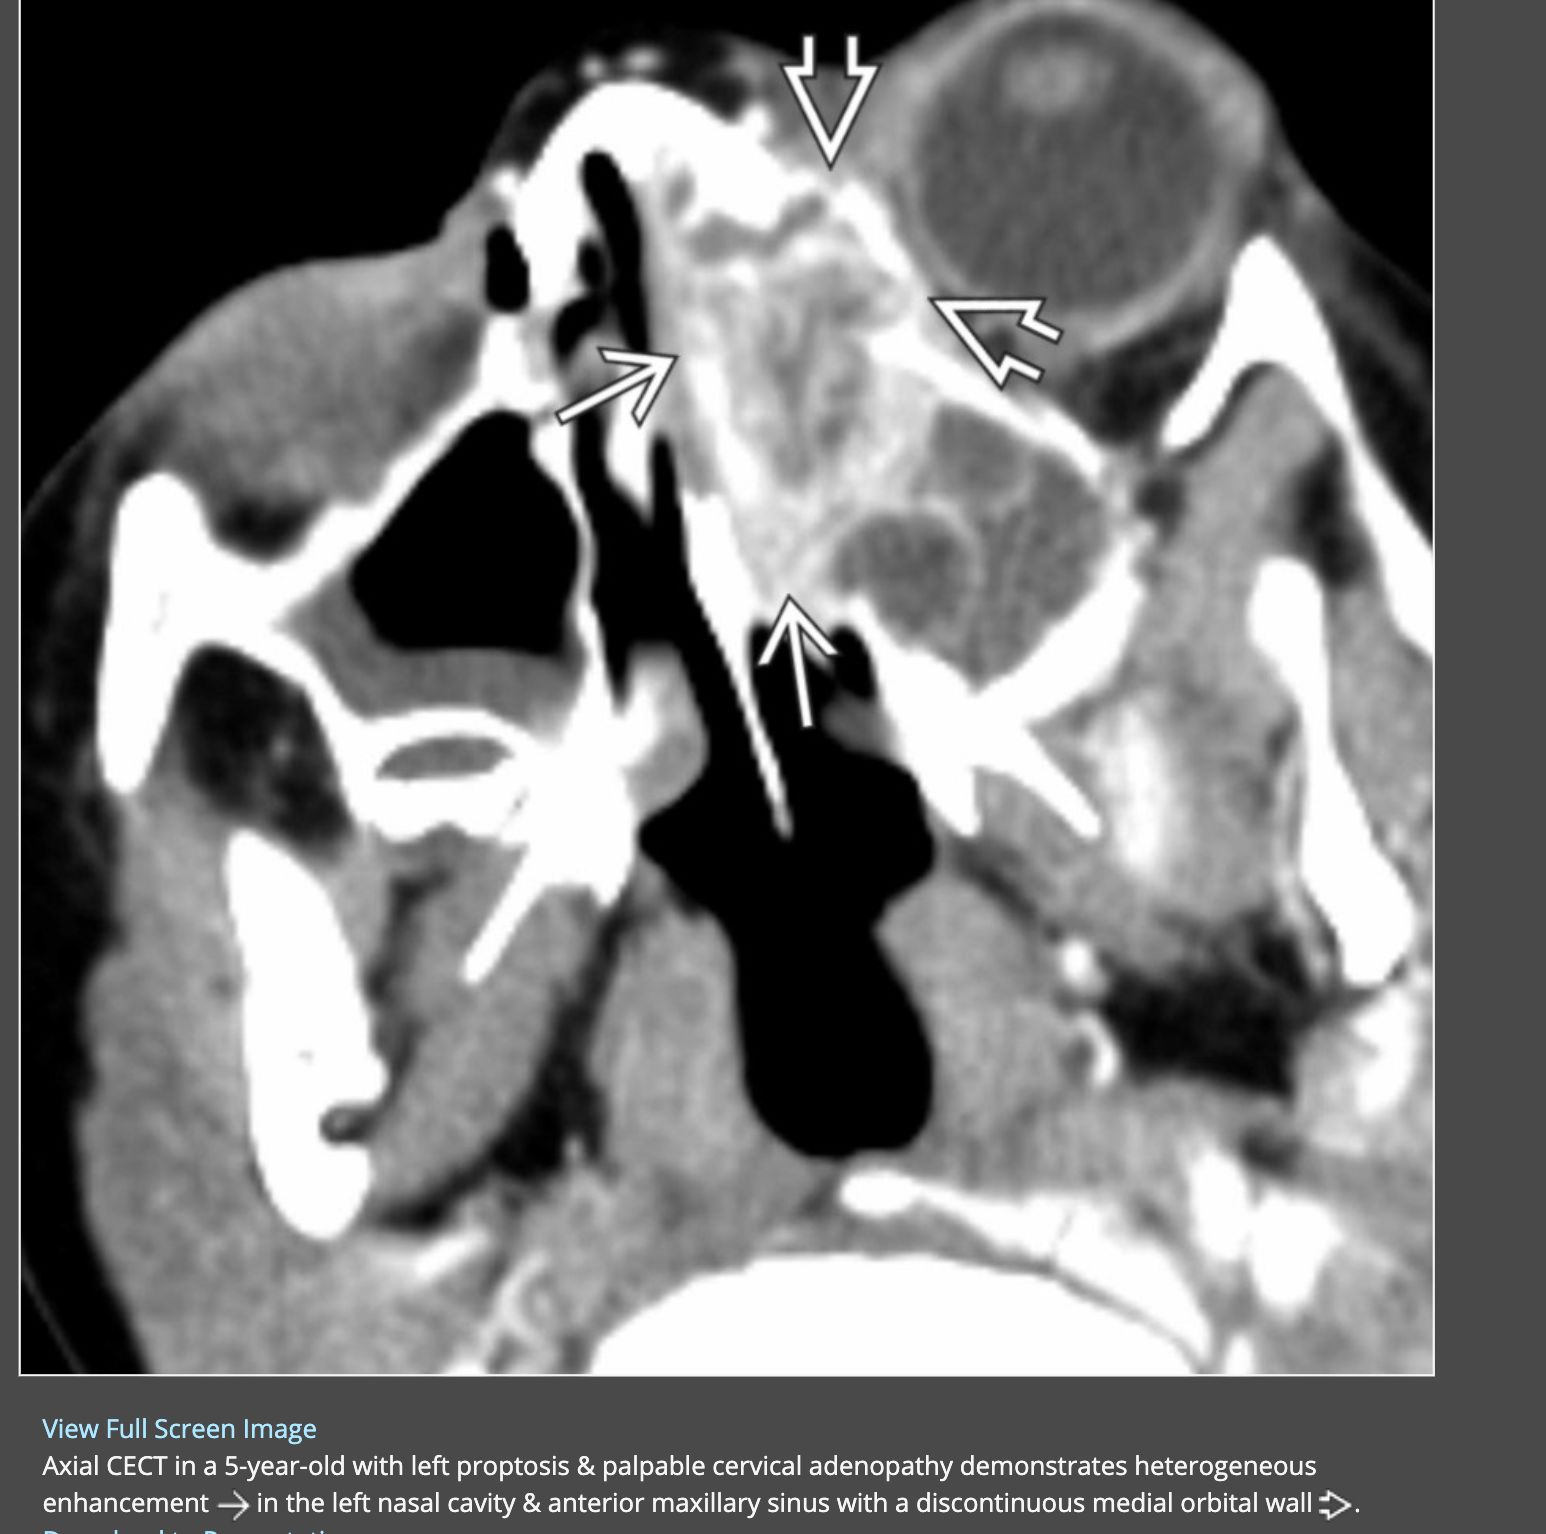 View Full Screen Image
Axial CECT in a 5-year-old with left proptosis & palpable cervical adenopathy demonstrates heterogeneous
enhancement → in the left nasal cavity & anterior maxillary sinus with a discontinuous medial orbital wall ⇨.